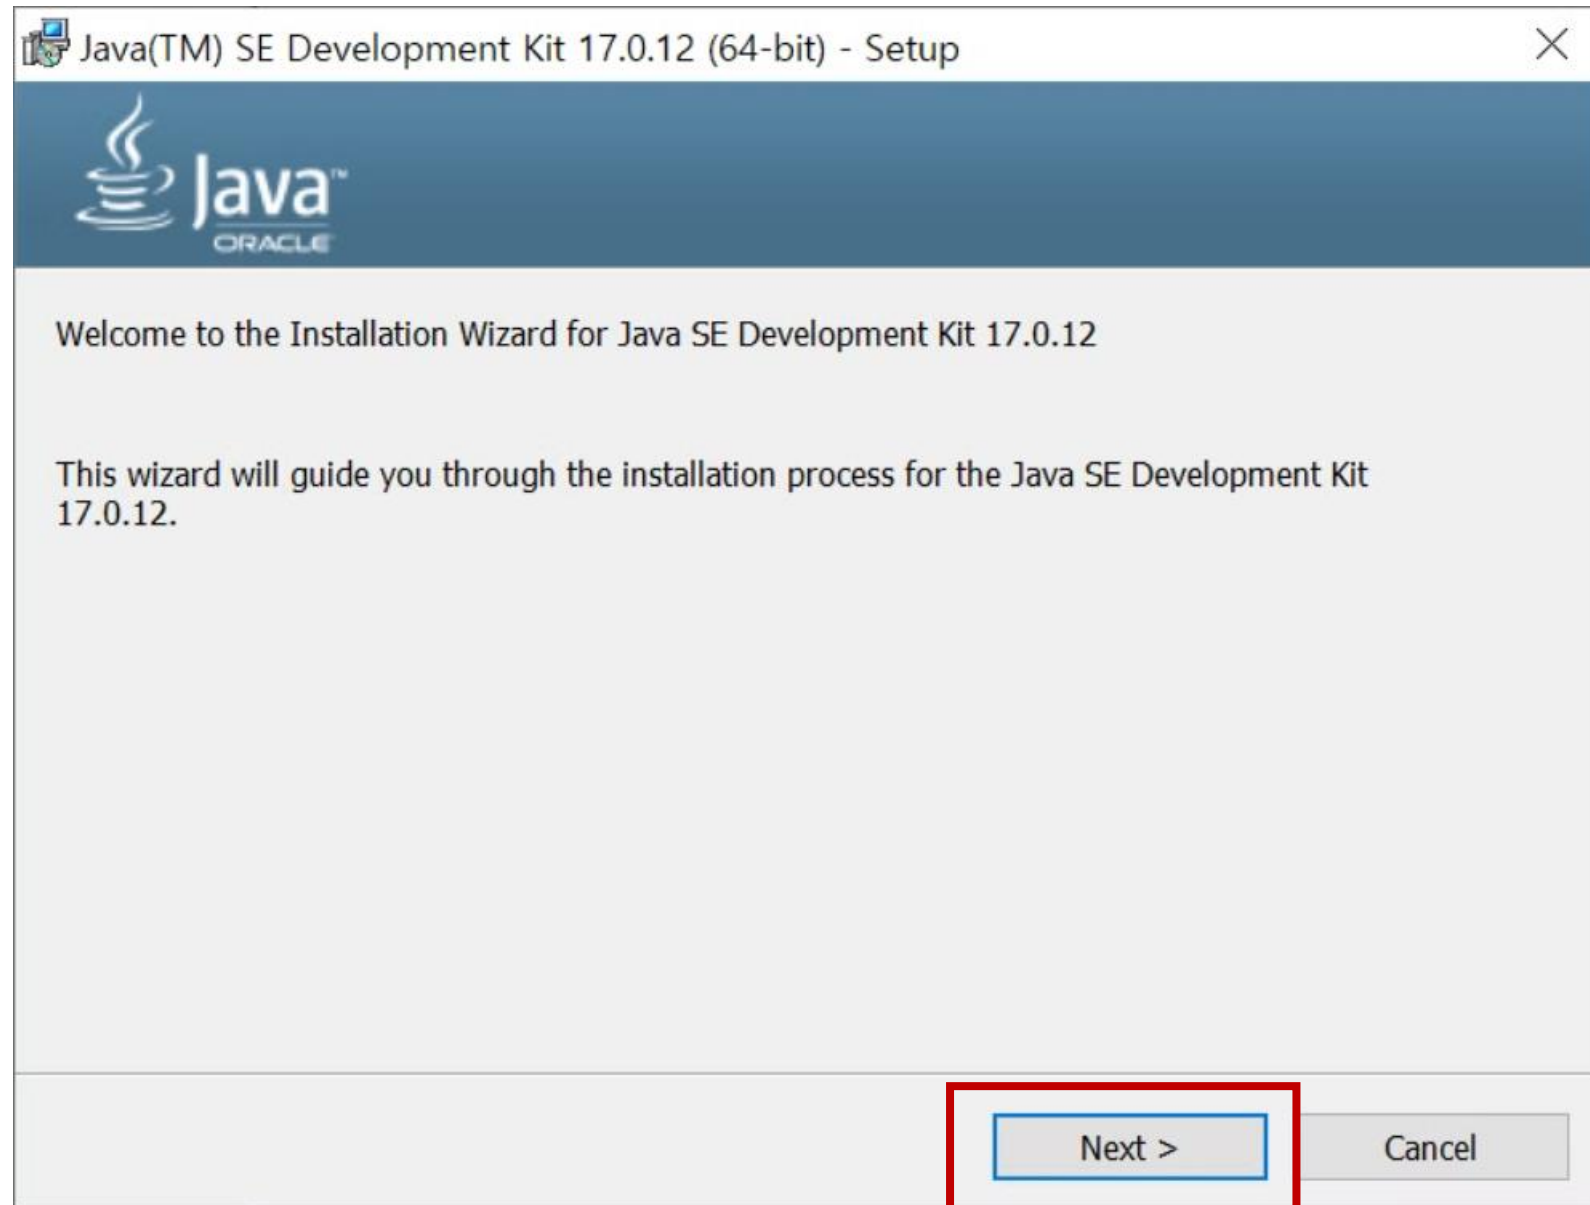 Java(TM) SE Development Kit 17.0.12 (64-bit) - Setup
Java™
ORACLE
Welcome to the Installation Wizard for Java SE Development Kit 17.0.12
This wizard will guide you through the installation process for the Java SE Development Kit
17.0.12.
Next >
Cancel